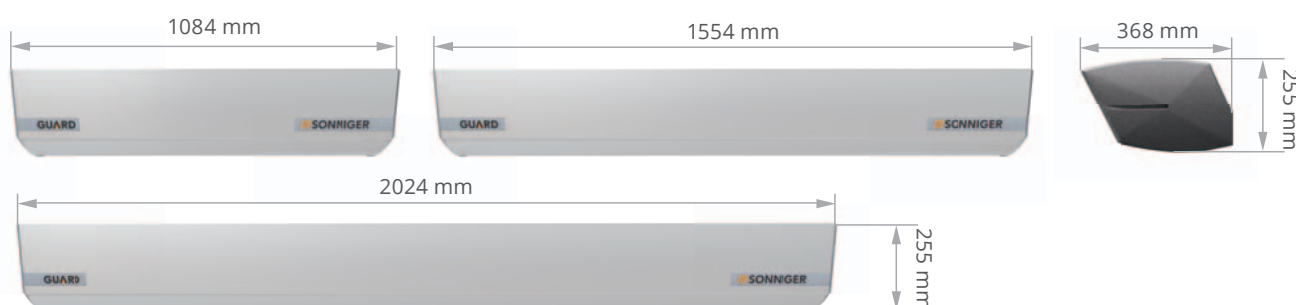 1084 mm
1554 mm
368 mm
255 mm
GUARD
SONNIGER
GUARD
SONNIGER
2024 mm
255 mm
GUARD
SONNIGER